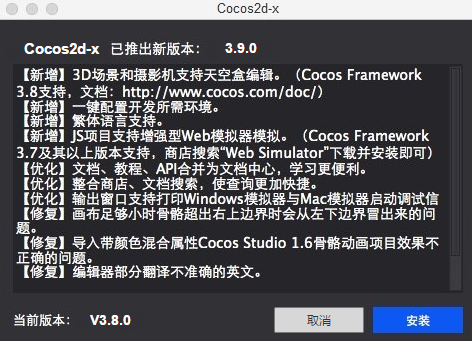 Cocos2d-x
Cocos2d-x 已推出新版本： 3.9.0
【新增】3D场景和摄影机支持天空盒编辑。（Cocos Framework
3.8支持，文档：http://www.cocos.com/doc/）
【新增】一键配置开发所需环境。
【新增】繁体语言支持。
【新增】JS项目支持增强型Web模拟器模拟。（Cocos Framework
3.7及其以上版本支持，商店搜索“Web Simulator”下载并安装即可）
【优化】文档、教程、API合并为文档中心，学习更便利。
【优化】整合商店、文档搜索，使查询更加快捷。
【优化】输出窗口支持打印Windows模拟器与Mac模拟器启动调试信
【修复】画布足够小时骨骼超出右上边界时会从左下边界冒出来的问
题。
【修复】导入带颜色混合属性Cocos Studio 1.6骨骼动画项目效果不
正确的问题。
【修复】编辑器部分翻译不准确的英文。
当前版本： V3.8.0 取消 安装